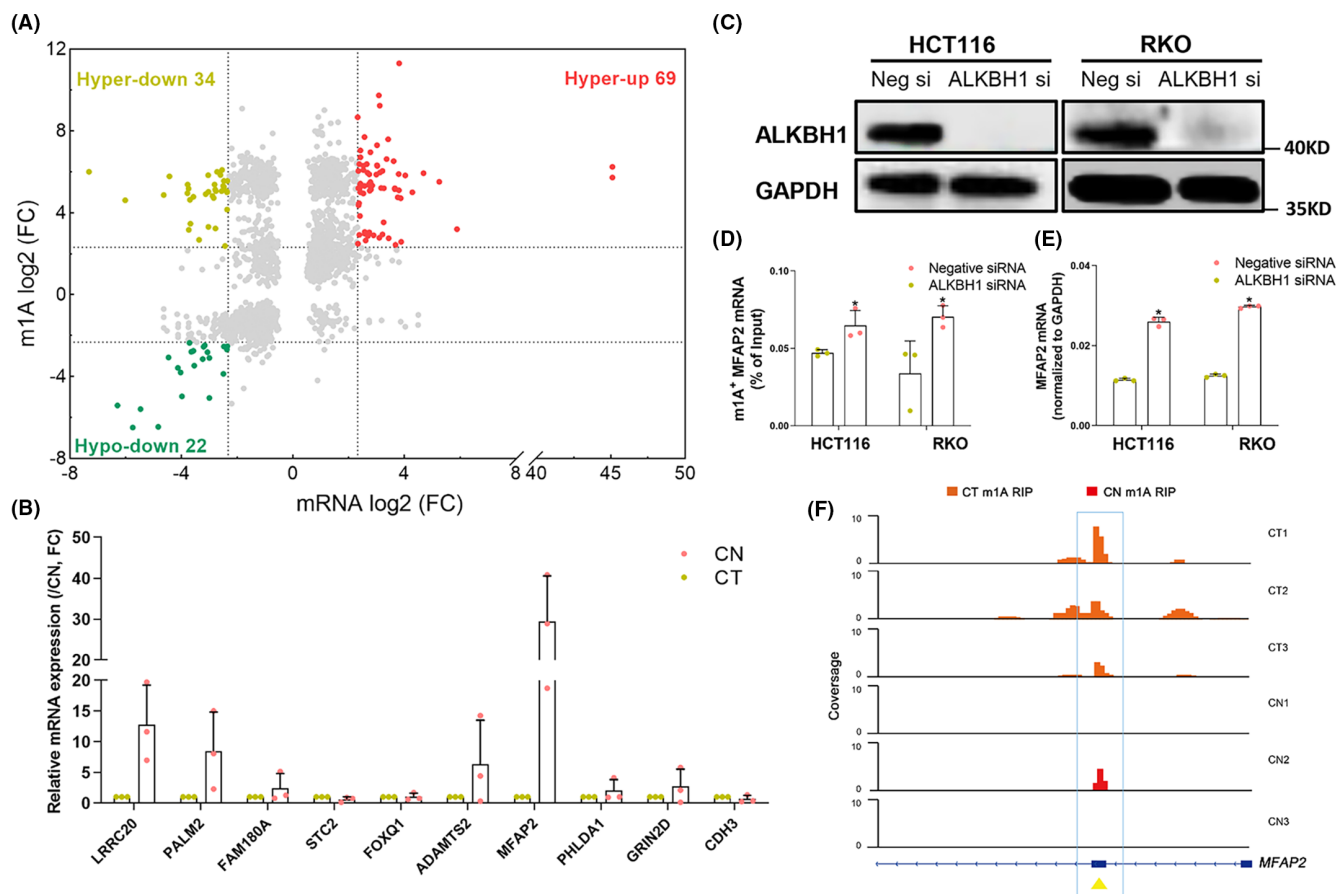 (A)
12
8
4
0
-4
-8
m1A log2 (FC)
Hyper-down 34
Hyper-up 69
Hypo-down 22
-8
-4
0
4
8
40
45
50
mRNA log2 (FC)
(B)
50
40
30
20
20
15
10
5
0
Relative mRNA expression (/CN, FC)
CN
CT
LRRC20
PALM2
FAM180A
STC2
FOXQ1
ADAMTS2
MFAP2
PHLDA1
GRIN2D
CDH3
(C)
HCT116
RKO
Neg si
ALKBH1 si
Neg si
ALKBH1 si
ALKBH1
GAPDH
40KD
35KD
(D)
Negative siRNA
ALKBH1 siRNA
0.10
0.05
0.00
m1A+ MFAP2 mRNA
(% of Input)
*
*
HCT116
RKO
(E)
Negative siRNA
ALKBH1 siRNA
0.04
0.02
0.00
MFAP2 mRNA
(normalized to GAPDH)
*
*
HCT116
RKO
(F)
CT m1A RIP
CN m1A RIP
Coversage
10
0
CT1
10
0
CT2
10
0
CT3
10
0
CN1
10
0
CN2
10
0
CN3
MFAP2